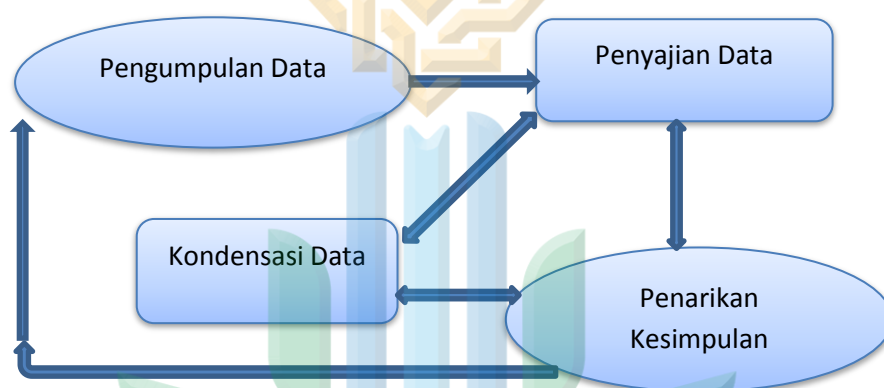 Pengumpulan Data
Penyajian Data
Kondensasi Data
Penarikan
Kesimpulan